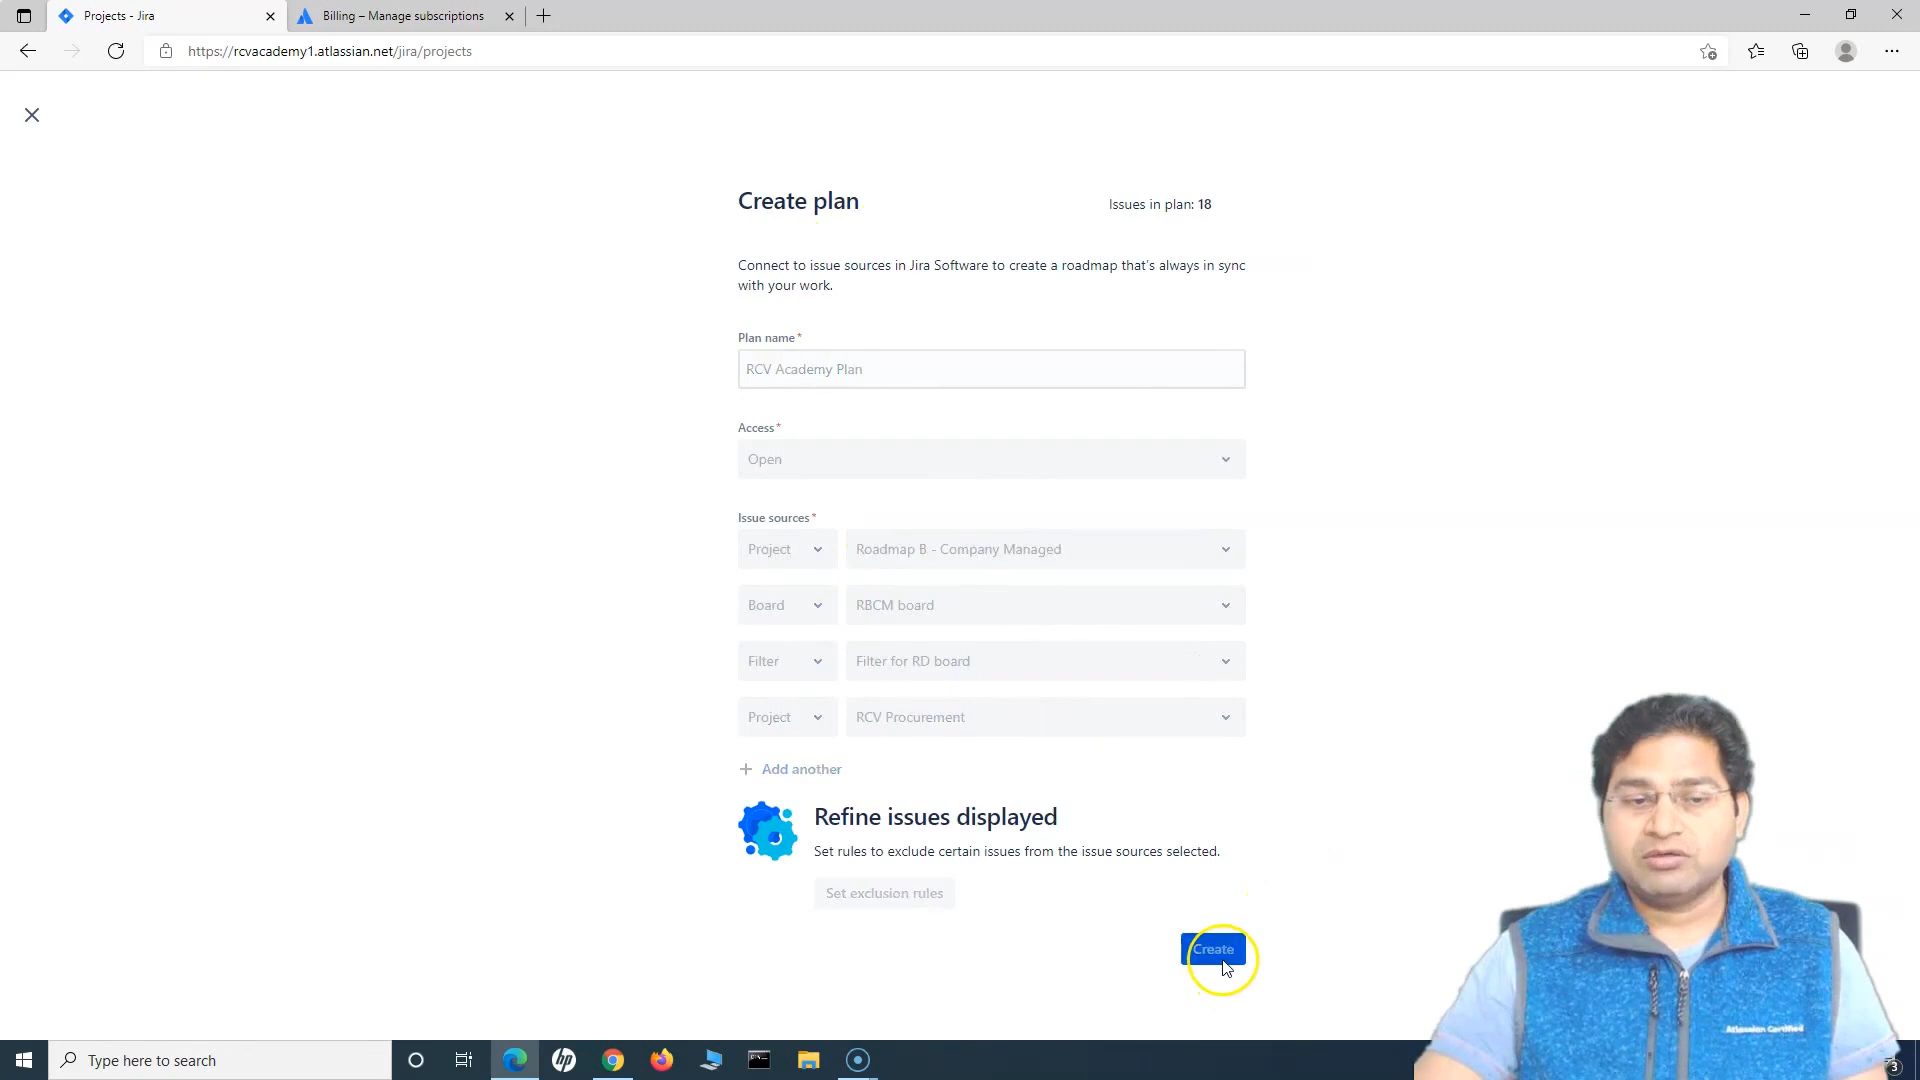 Projects - Jira
Billing – Manage subscriptions
https://rcvacademy1.atlassian.net/jira/projects
Create plan
Issues in plan: 18
Connect to issue sources in Jira Software to create a roadmap that's always in sync
with your work.
Plan name*
RCV Academy Plan
Access*
Open
Issue sources*
Project
Roadmap B - Company Managed
Board
RBCM board
Filter
Filter for RD board
Project
RCV Procurement
+ Add another
Refine issues displayed
Set rules to exclude certain issues from the issue sources selected.
Set exclusion rules
Create
Atlassian Certified
Type here to search
hp
3